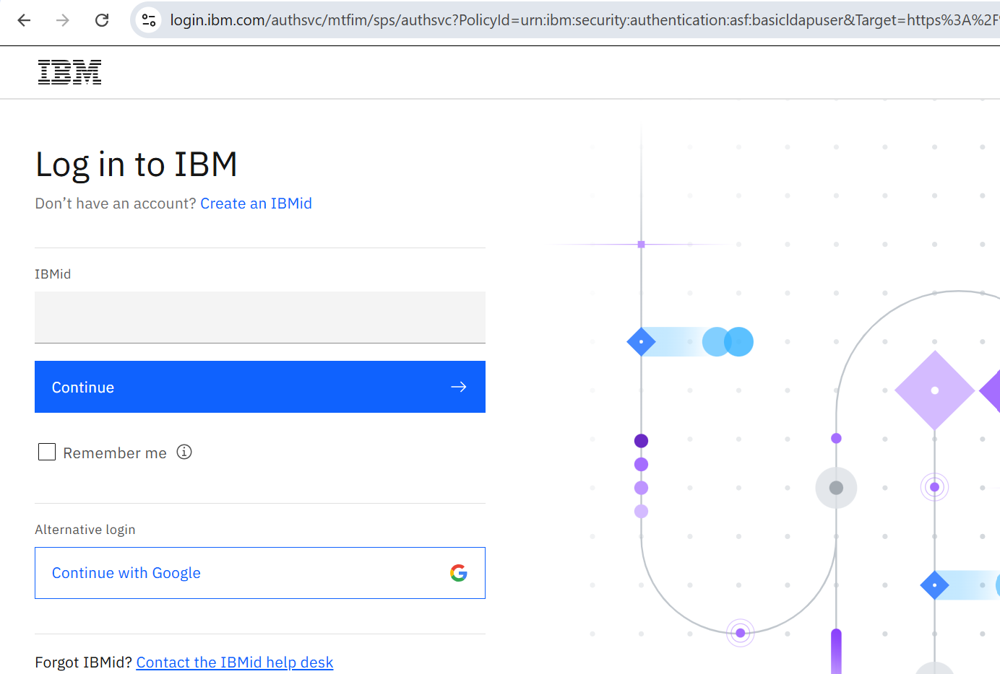 login.ibm.com/authsvc/mtfim/sps/authsvc?PolicyId=urn:ibm:security:authentication:asf:basicldapuser&Target=https%3A%2F
IBM
Log in to IBM
Don’t have an account? Create an IBMid
IBMid
Continue
Remember me
Alternative login
Continue with Google
Forgot IBMid? Contact the IBMid help desk